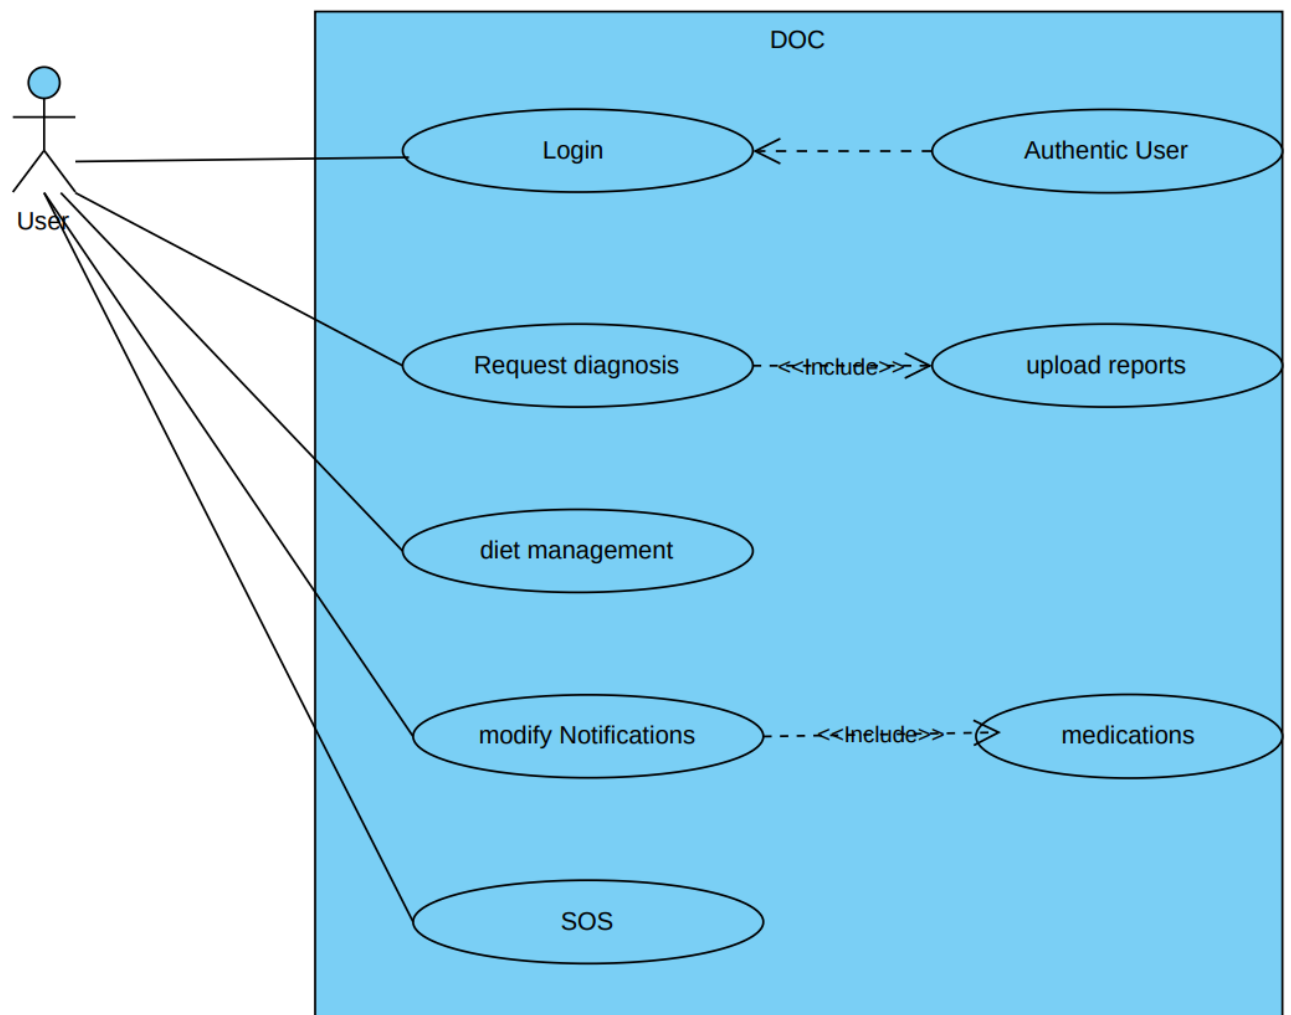 DOC
Login
Authentic User
User
Request diagnosis
<<Include>>
upload reports
diet management
modify Notifications
<<Include>>
medications
SOS